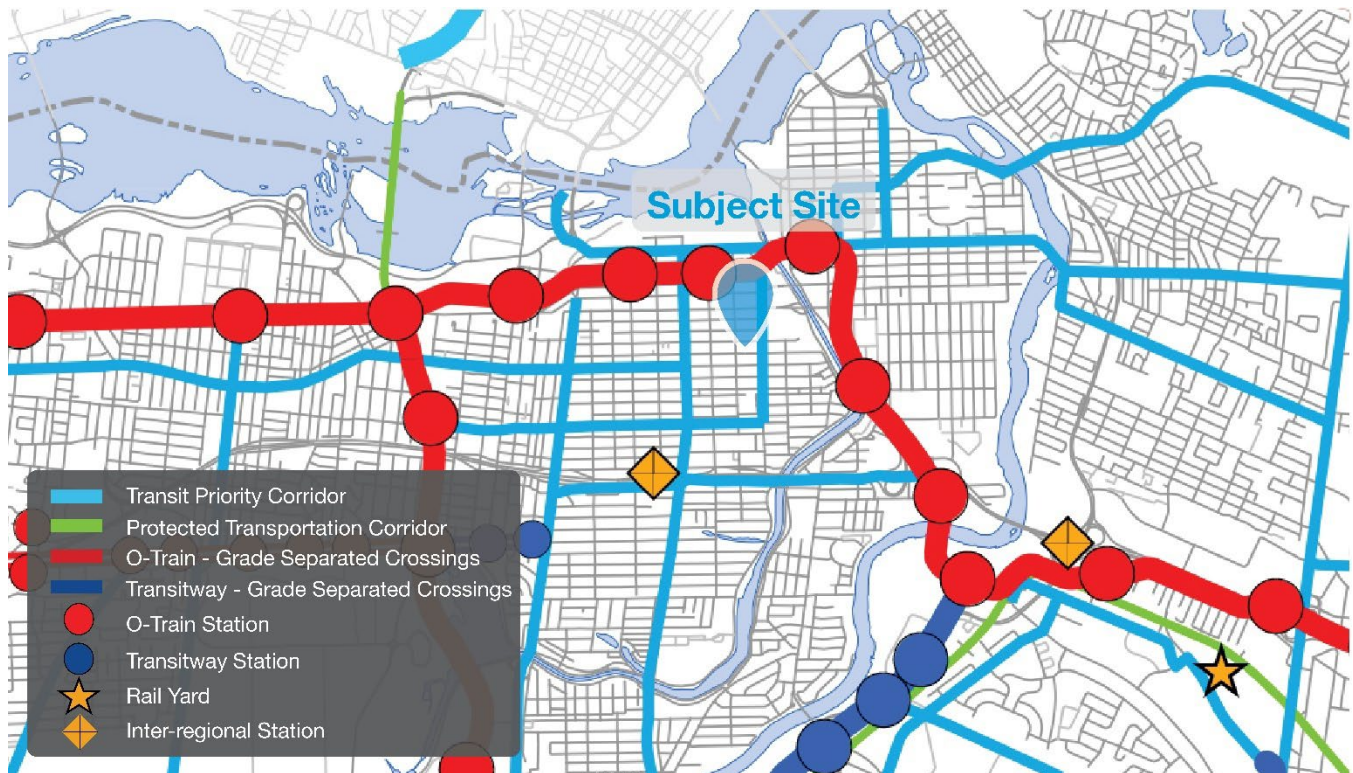 Subject Site
Transit Priority Corridor
Protected Transportation Corridor
O-Train - Grade Separated Crossings
Transitway - Grade Separated Crossings
O-Train Station
Transitway Station
Rail Yard
Inter-regional Station